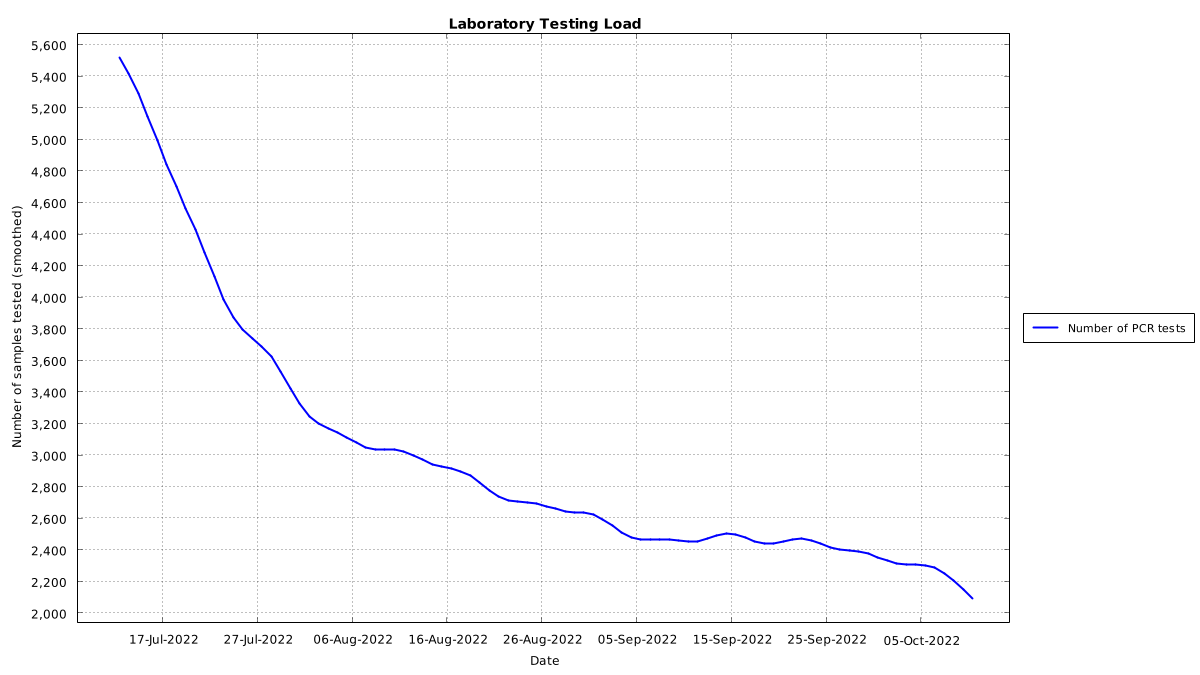 Laboratory Testing Load
5,600
5,400
5,200
5,000
4,800
4,600
4,400
4,200
4,000
3,800
3,600
3,400
3,200
3,000
2,800
2,600
2,400
2,200
2,000
Number of samples tested (smoothed)
17-Jul-2022
27-Jul-2022
06-Aug-2022
16-Aug-2022
26-Aug-2022
05-Sep-2022
15-Sep-2022
25-Sep-2022
05-Oct-2022
Date
Number of PCR tests